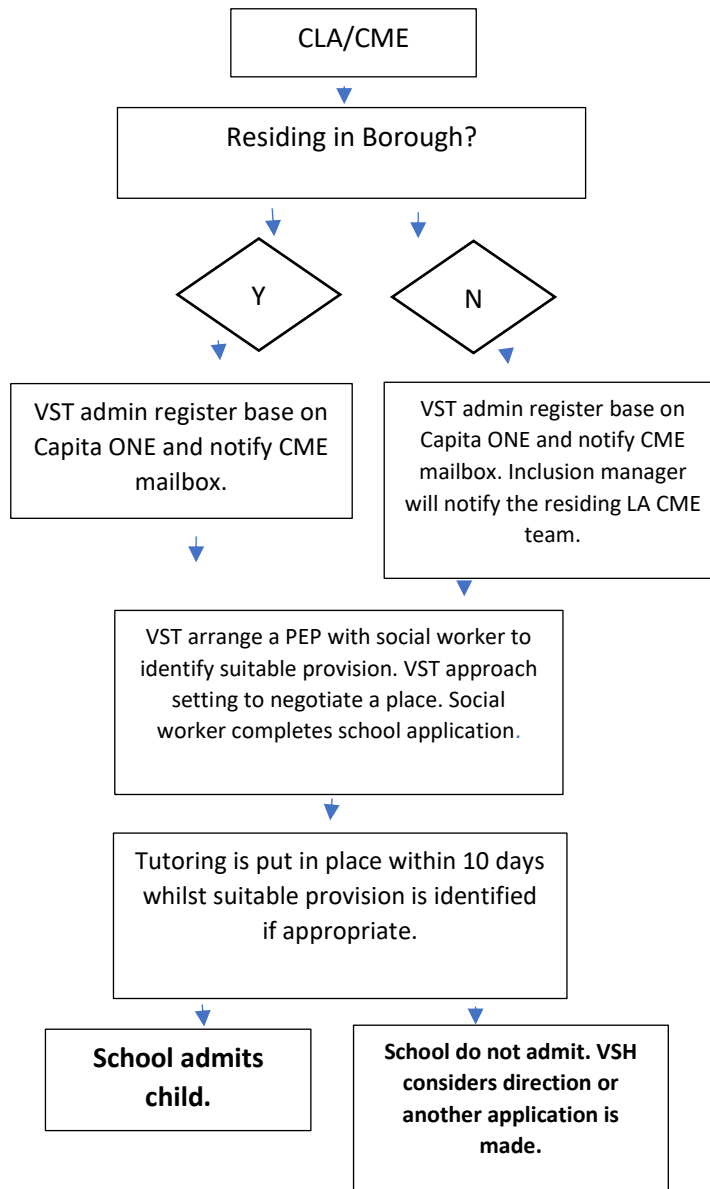 CLA/CME
Residing in Borough?
Y
N
VST admin register base on
Capita ONE and notify CME
mailbox.
VST admin register base on
Capita ONE and notify CME
mailbox. Inclusion manager
will notify the residing LA CME
team.
VST arrange a PEP with social worker to
identify suitable provision. VST approach
setting to negotiate a place. Social
worker completes school application.
Tutoring is put in place within 10 days
whilst suitable provision is identified
if appropriate.
School admits
child.
School do not admit. VSH
considers direction or
another application is
made.